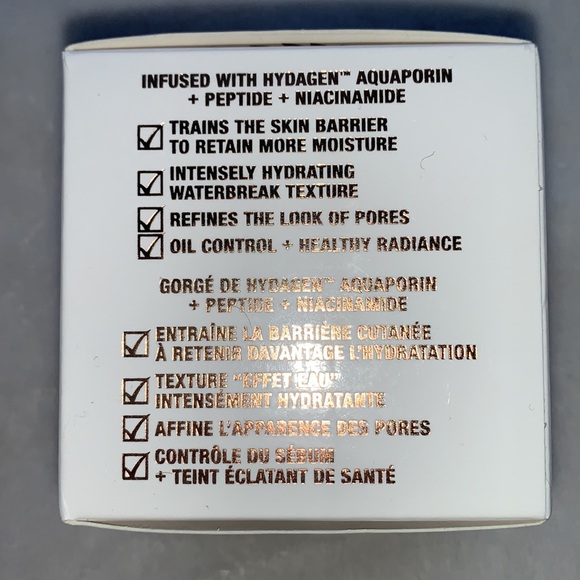 INFUSED WITH HYDAGEN™ AQUAPORIN
+ PEPTIDE + NIACINAMIDE
TRAINS THE SKIN BARRIER
TO RETAIN MORE MOISTURE
INTENSELY HYDRATING
WATERBREAK TEXTURE
REFINES THE LOOK OF PORES
OIL CONTROL + HEALTHY RADIANCE
GORGÉ DE HYDAGEN™ AQUAPORIN
+ PEPTIDE + NIACINAMIDE
ENTRAÎNE LA BARRIÈRE CUTANÉE
À RETENIR DAVANTAGE L'HYDRATATION
TEXTURE "EFFET EAU"
INTENSÉMENT HYDRATANTE
AFFINE L'APPARENCE DES PORES
CONTRÔLE DU SÉBUM
+ TEINT ÉCLATANT DE SANTÉ